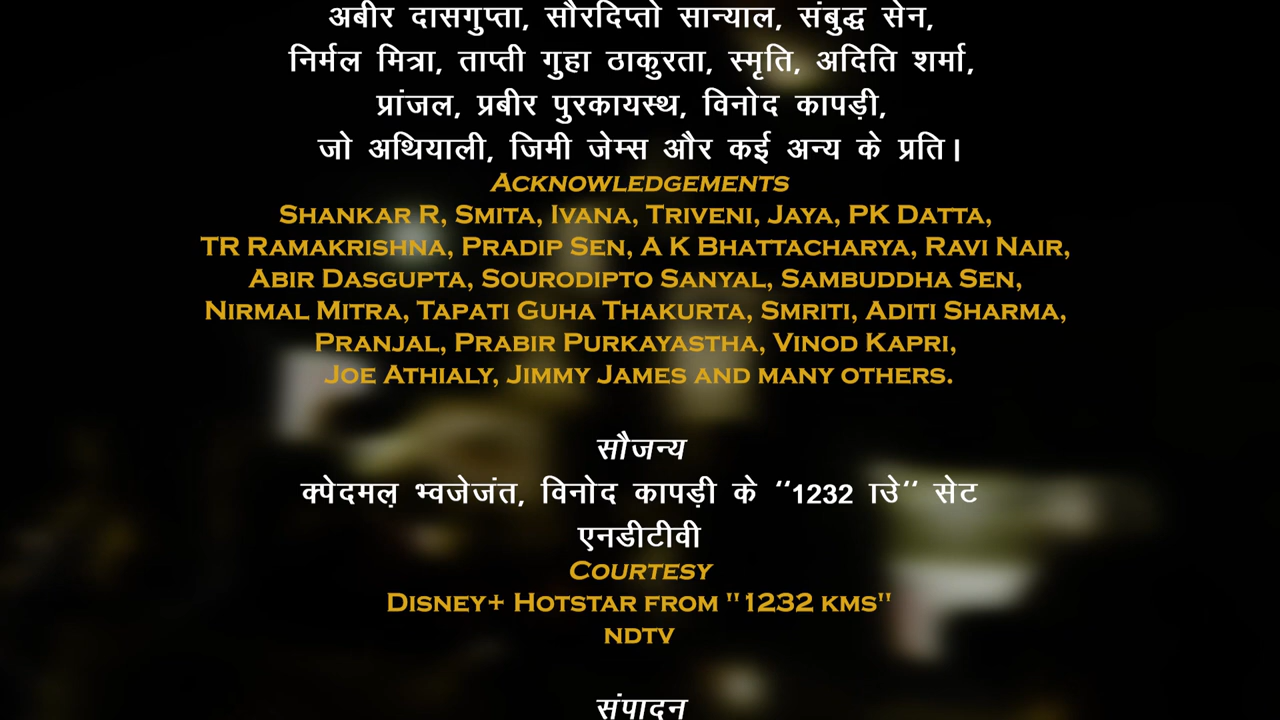 अबीर दासगुप्ता, सौरदिप्तो सान्याल, संबुद्ध सेन,
निर्मल मित्रा, ताप्ती गुहा ठाकुरता, स्मृति, अदिति शर्मा,
प्रांजल, प्रबीर पुरकायस्थ, विनोद कापड़ी,
जो अथियाली, जिमी जेम्स और कई अन्य के प्रति।
Acknowledgements
Shankar R, Smita, Ivana, Triveni, Jaya, PK Datta,
TR Ramakrishna, Pradip Sen, A K Bhattacharya, Ravi Nair,
Abir Dasgupta, Sourodipto Sanyal, Sambuddha Sen,
Nirmal Mitra, Tapati Guha Thakurta, Smriti, Aditi Sharma,
Pranjal, Prabir Purkayastha, Vinod Kapri,
Joe Athialy, Jimmy James and many others.
सौजन्य
क्पेदमल़ भ्वजेजंत, विनोद कापड़ी के "1232 ाउे" सेट
एनडीटीवी
Courtesy
Disney+ Hotstar from "1232 kms"
NDTV
संपादन